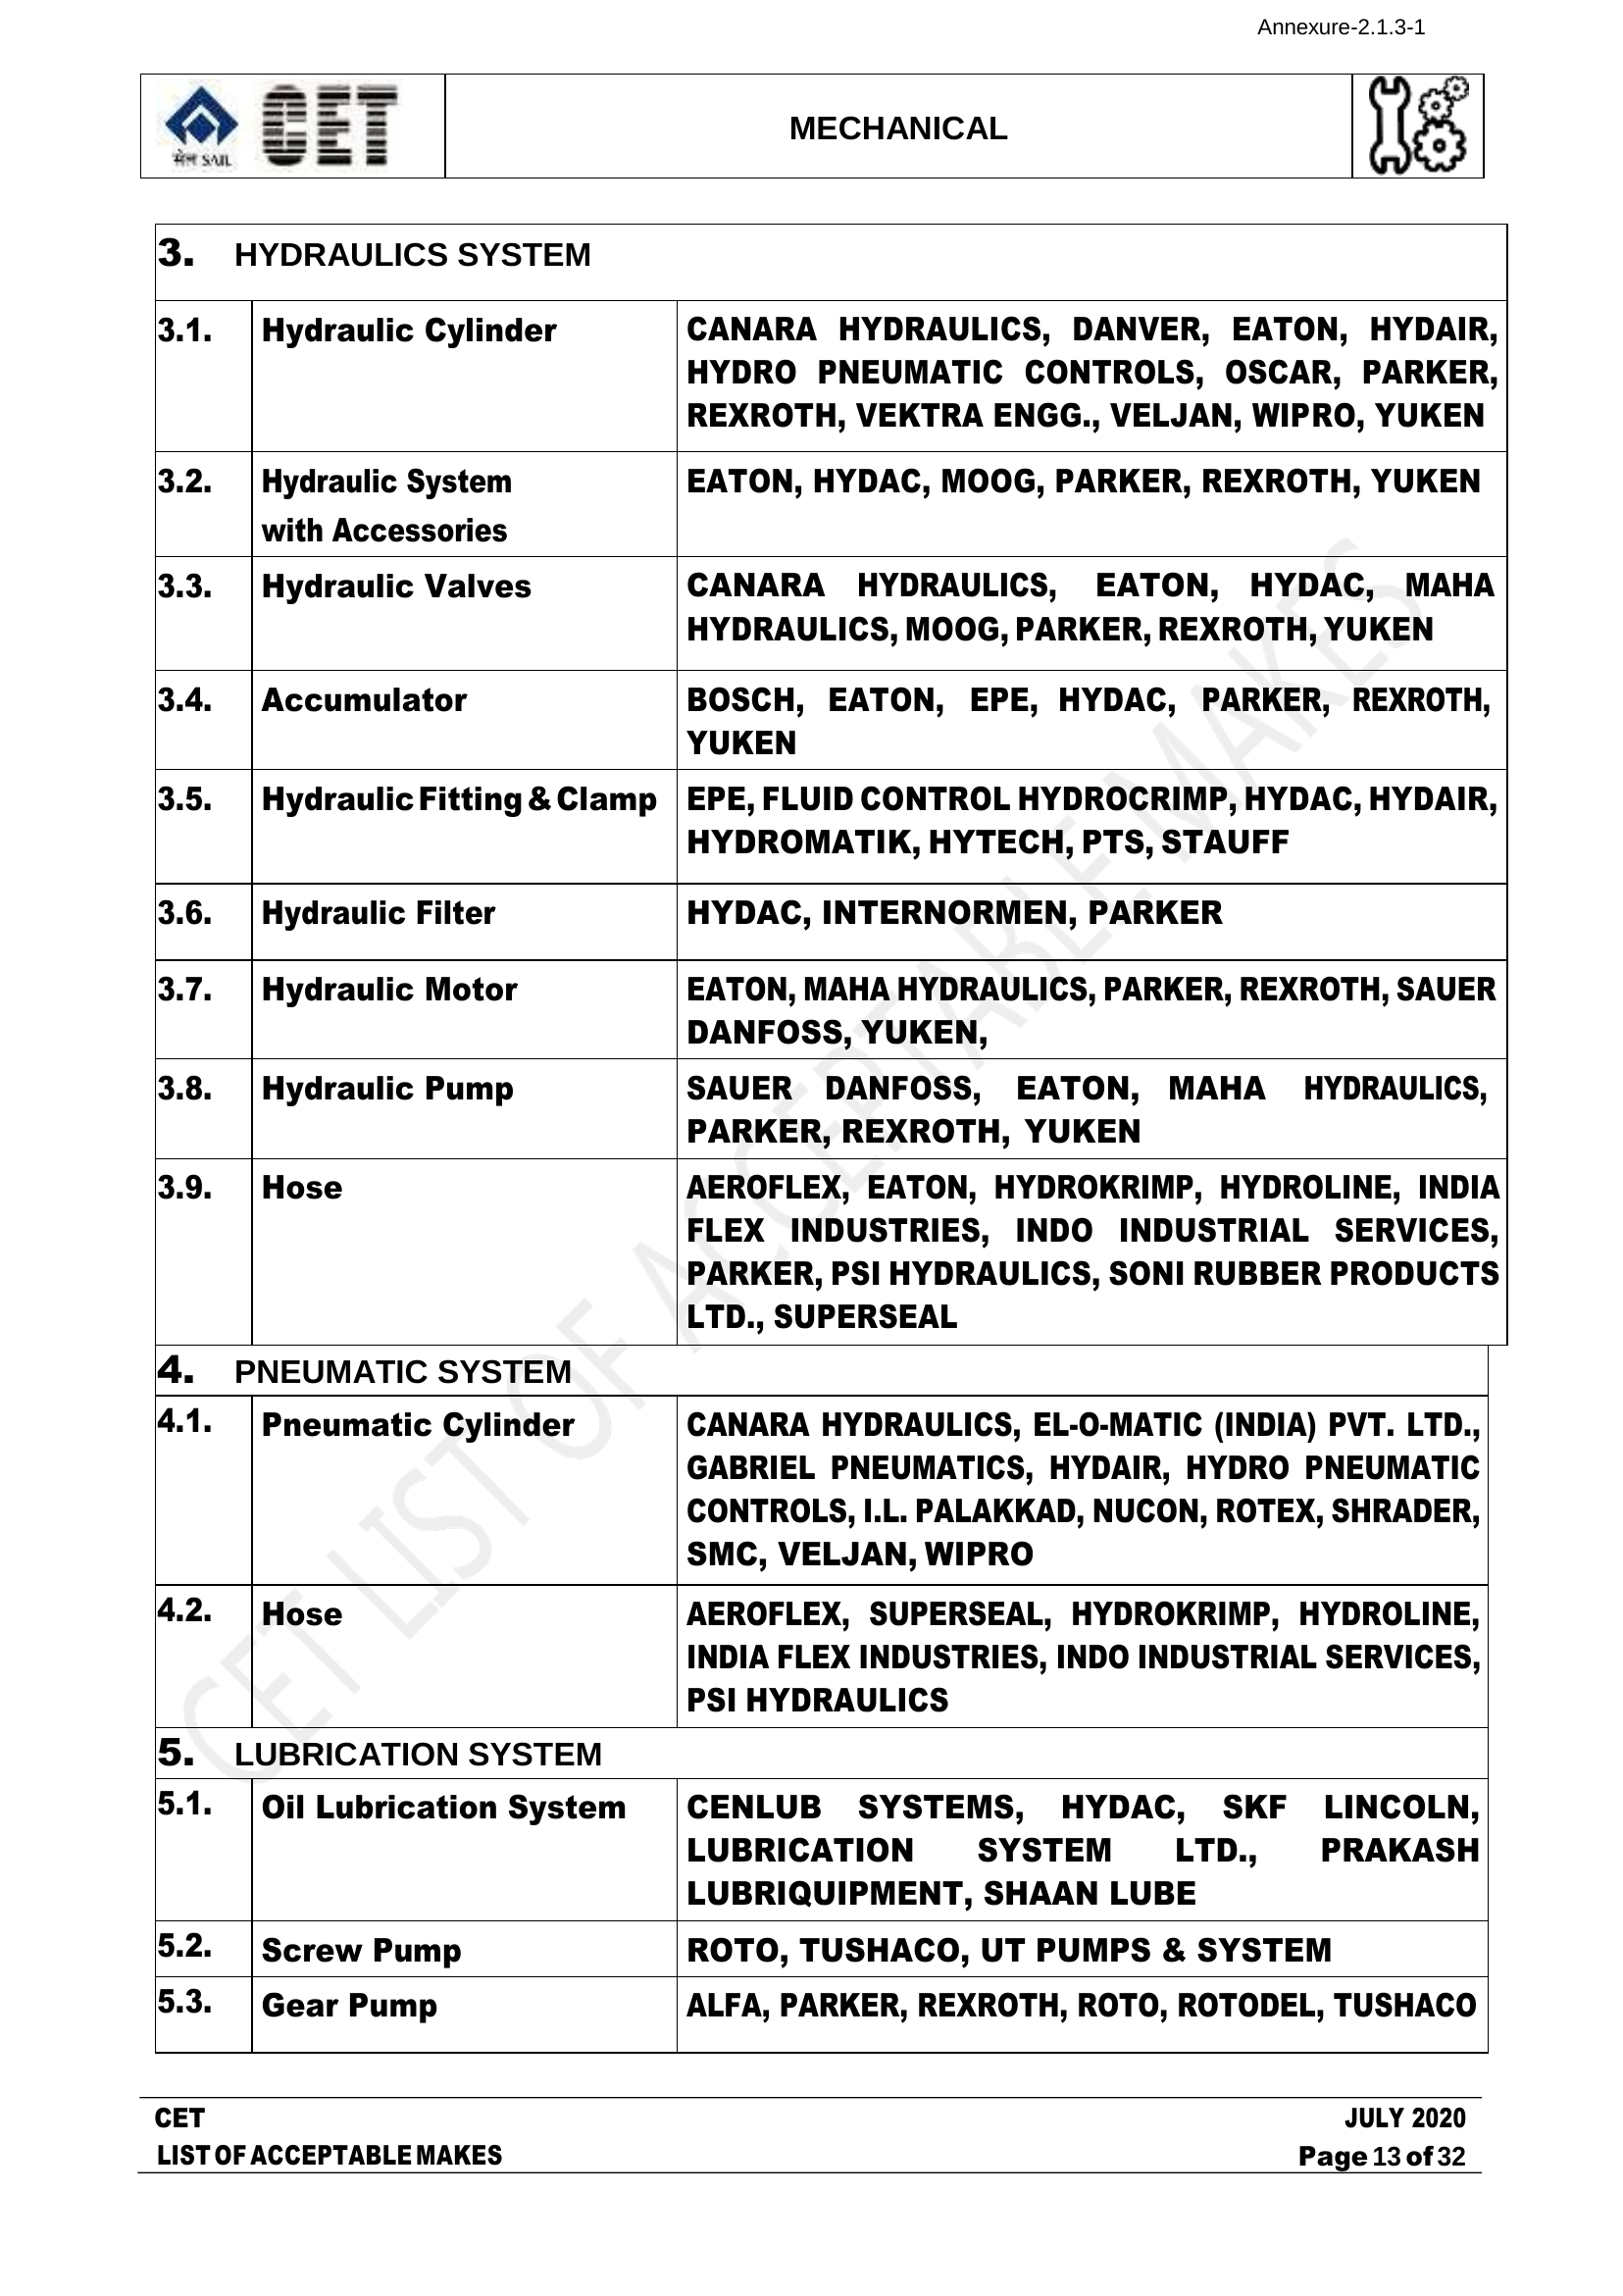 Annexure-2.1.3-1
सेल SAIL
CET
MECHANICAL
3. HYDRAULICS SYSTEM
3.1. Hydraulic Cylinder CANARA HYDRAULICS, DANVER, EATON, HYDAIR,
HYDRO PNEUMATIC CONTROLS, OSCAR, PARKER,
REXROTH, VEKTRA ENGG., VELJAN, WIPRO, YUKEN
3.2. Hydraulic System EATON, HYDAC, MOOG, PARKER, REXROTH, YUKEN
with Accessories
3.3. Hydraulic Valves CANARA HYDRAULICS, EATON, HYDAC, MAHA
HYDRAULICS, MOOG, PARKER, REXROTH, YUKEN
3.4. Accumulator BOSCH, EATON, EPE, HYDAC, PARKER, REXROTH,
YUKEN
3.5. Hydraulic Fitting & Clamp EPE, FLUID CONTROL HYDROCRIMP, HYDAC, HYDAIR,
HYDROMATIK, HYTECH, PTS, STAUFF
3.6. Hydraulic Filter HYDAC, INTERNORMEN, PARKER
3.7. Hydraulic Motor EATON, MAHA HYDRAULICS, PARKER, REXROTH, SAUER
DANFOSS, YUKEN,
3.8. Hydraulic Pump SAUER DANFOSS, EATON, MAHA HYDRAULICS,
PARKER, REXROTH, YUKEN
3.9. Hose AEROFLEX, EATON, HYDROKRIMP, HYDROLINE, INDIA
FLEX INDUSTRIES, INDO INDUSTRIAL SERVICES,
PARKER, PSI HYDRAULICS, SONI RUBBER PRODUCTS
LTD., SUPERSEAL
4. PNEUMATIC SYSTEM
4.1. Pneumatic Cylinder CANARA HYDRAULICS, EL-O-MATIC (INDIA) PVT. LTD.,
GABRIEL PNEUMATICS, HYDAIR, HYDRO PNEUMATIC
CONTROLS, I.L. PALAKKAD, NUCON, ROTEX, SHRADER,
SMC, VELJAN, WIPRO
4.2. Hose AEROFLEX, SUPERSEAL, HYDROKRIMP, HYDROLINE,
INDIA FLEX INDUSTRIES, INDO INDUSTRIAL SERVICES,
PSI HYDRAULICS
5. LUBRICATION SYSTEM
5.1. Oil Lubrication System CENLUB SYSTEMS, HYDAC, SKF LINCOLN,
LUBRICATION SYSTEM LTD., PRAKASH
LUBRIQUIPMENT, SHAAN LUBE
5.2. Screw Pump ROTO, TUSHACO, UT PUMPS & SYSTEM
5.3. Gear Pump ALFA, PARKER, REXROTH, ROTO, ROTODEL, TUSHACO
CET LIST OF ACCEPTABLE MAKES
CET JULY 2020
LIST OF ACCEPTABLE MAKES Page 13 of 32